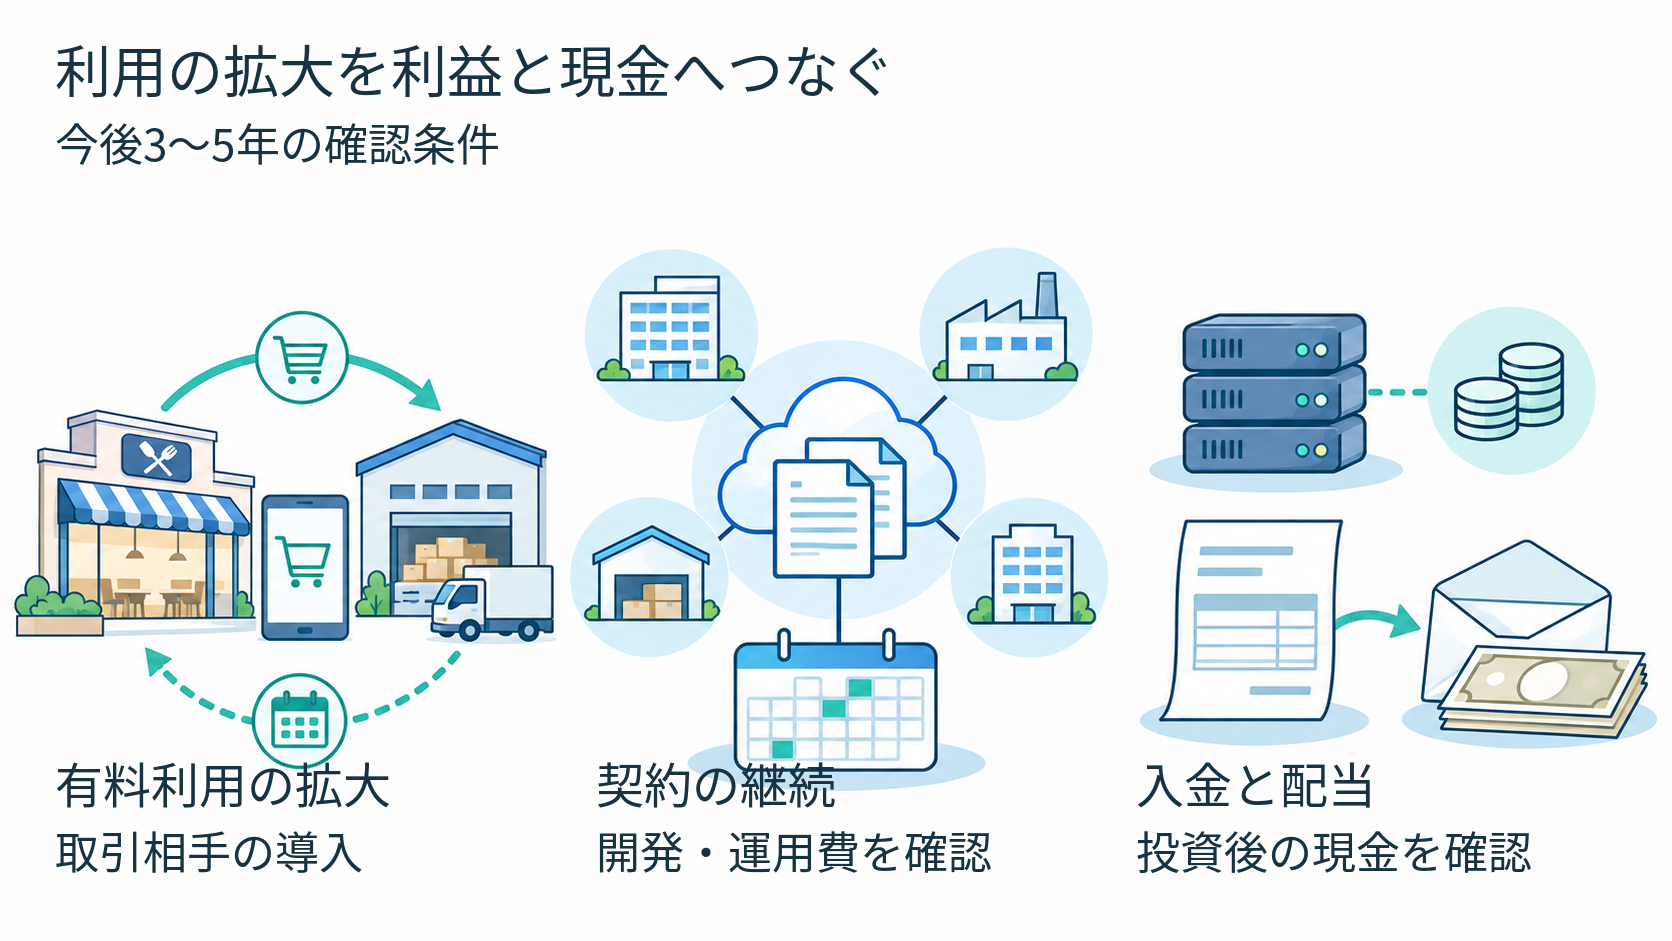 利用の拡大を利益と現金へつなぐ
今後3〜5年の確認条件
有料利用の拡大
取引相手の導入
契約の継続
開発・運用費を確認
入金と配当
投資後の現金を確認